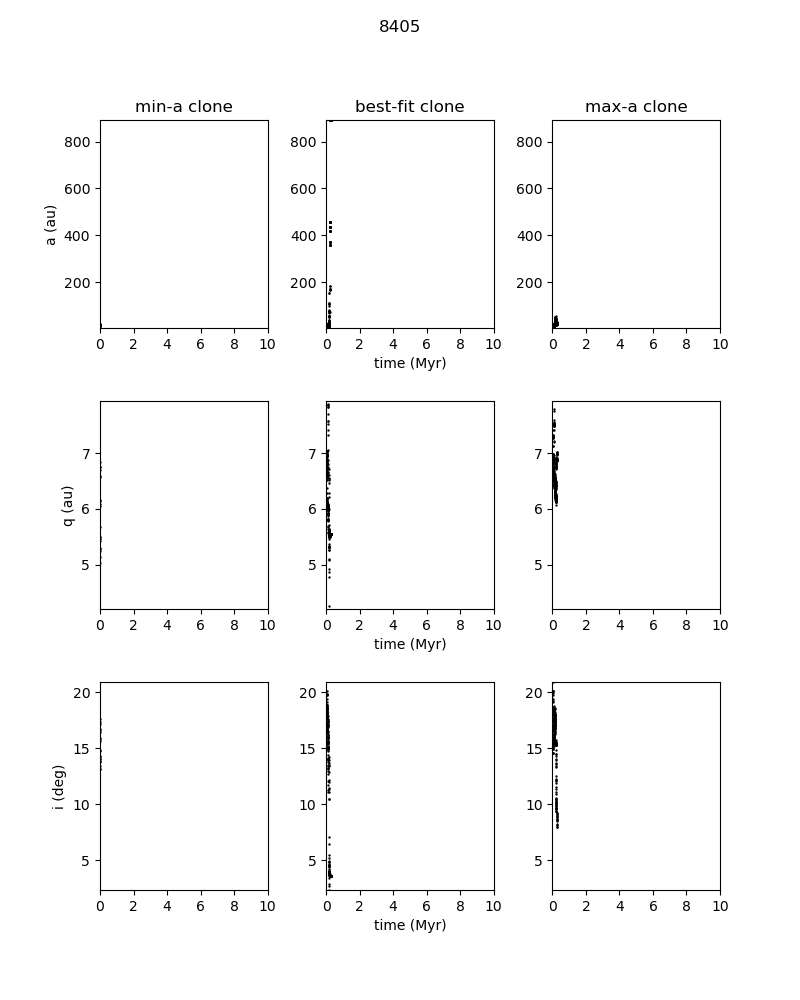 8405
min-a clone best-fit clone max-a clone
800 800 800
600 600 600
a (au) 400 400 400
200 200 200
0 2 4 6 8 10 0 2 4 6 8 10 0 2 4 6 8 10
time (Myr)
7 7 7
q (au) 6 6 6
5 5 5
0 2 4 6 8 10 0 2 4 6 8 10 0 2 4 6 8 10
time (Myr)
20 20 20
15 15 15
i (deg) 10 10 10
5 5 5
0 2 4 6 8 10 0 2 4 6 8 10 0 2 4 6 8 10
time (Myr)